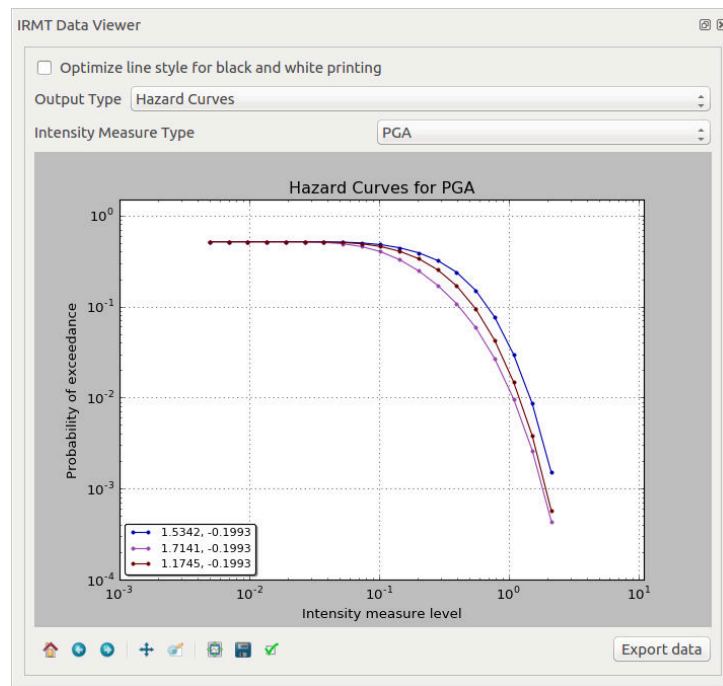 IRMT Data Viewer
Optimize line style for black and white printing
Output Type Hazard Curves
Intensity Measure Type PGA
Hazard Curves for PGA
10^0
10^-1
10^-2
10^-3
10^-4
Probability of exceedance
1.5342, -0.1993
1.7141, -0.1993
1.1745, -0.1993
10^-3 10^-2 10^-1 10^0 10^1
Intensity measure level
Export data